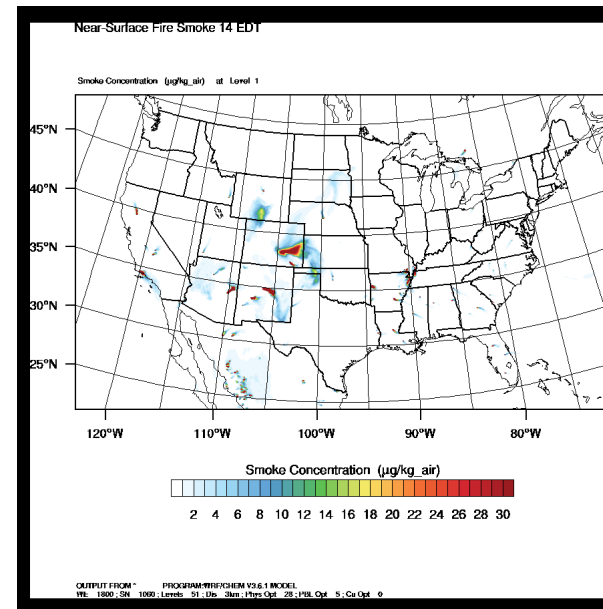 Near-Surface Fire Smoke 14 EDT
Smoke Concentration (µg/kg_air) at Level 1
45°N
40°N
35°N
30°N
25°N
120°W 110°W 100°W 90°W 80°W
Smoke Concentration (µg/kg_air)
2 4 6 8 10 12 14 16 18 20 22 24 26 28 30
OUTPUT FROM * PROGRAM:WRF/CHEM V3.6.1 MODEL
WE 1800 ; SN 1060 ; Levels 51 ; Dis 3km ; Phys Opt 28 ; PBL Opt 5 ; Cu Opt 0